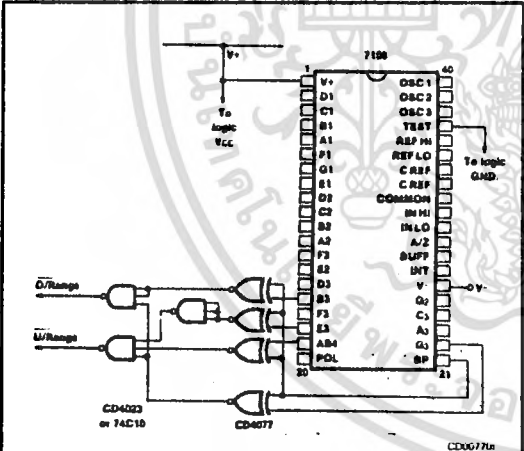 V+
7106
1
40
V+
D1
C1
B1
A1
F1
G1
E1
D2
C2
B2
A2
F2
E2
D3
B3
F3
E3
AB4
POL
20
OSC 1
OSC 2
OSC 3
TEST
REF HI
REF LO
C REF
C REF
COMMON
IN HI
IN LO
A/Z
BUFF
INT
V-
G2
C3
A3
G3
BP
21
To
logic
VCC
To logic
GND.
V-
O/Range
U/Range
CD4023
or 74C10
CD4077